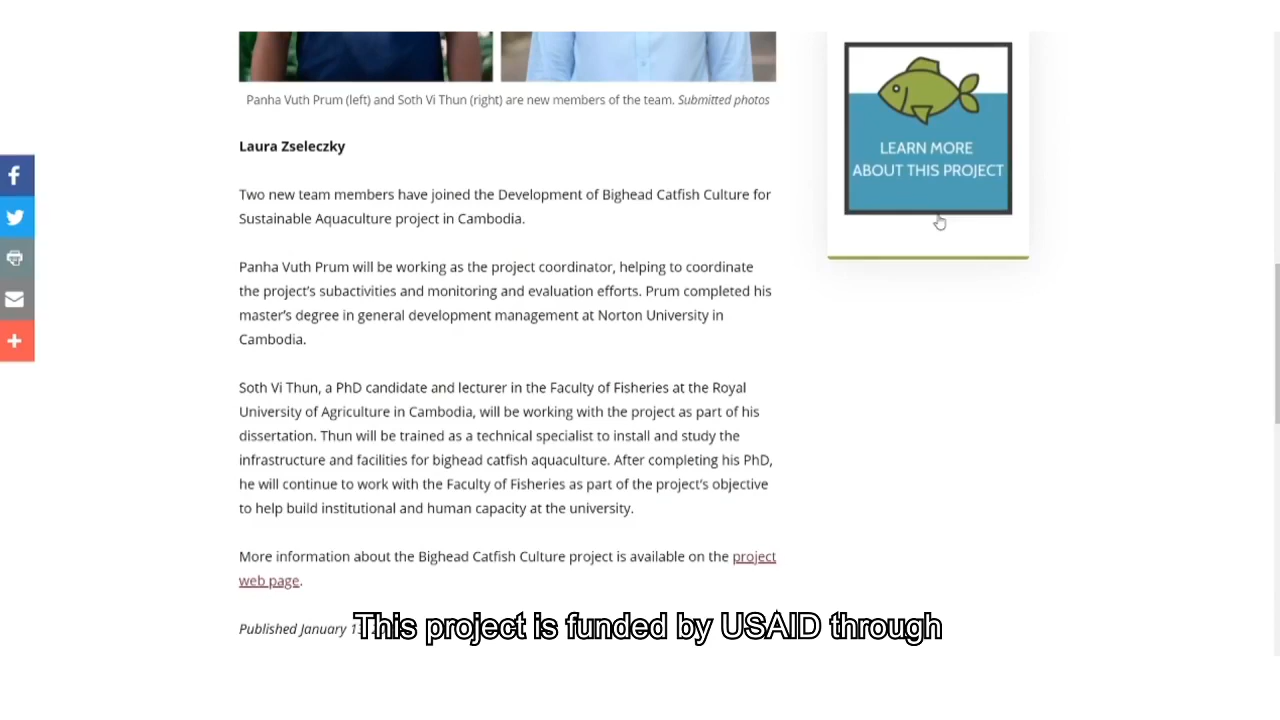 Panha Vuth Prum (left) and Soth Vi Thun (right) are new members of the team. Submitted photos
LEARN MORE
ABOUT THIS PROJECT
Laura Zseleczky
Two new team members have joined the Development of Bighead Catfish Culture for
Sustainable Aquaculture project in Cambodia.
Panha Vuth Prum will be working as the project coordinator, helping to coordinate
the project’s subactivities and monitoring and evaluation efforts. Prum completed his
master’s degree in general development management at Norton University in
Cambodia.
Soth Vi Thun, a PhD candidate and lecturer in the Faculty of Fisheries at the Royal
University of Agriculture in Cambodia, will be working with the project as part of his
dissertation. Thun will be trained as a technical specialist to install and study the
infrastructure and facilities for bighead catfish aquaculture. After completing his PhD,
he will continue to work with the Faculty of Fisheries as part of the project’s objective
to help build institutional and human capacity at the university.
More information about the Bighead Catfish Culture project is available on the project
web page.
Published January
This project is funded by USAID through